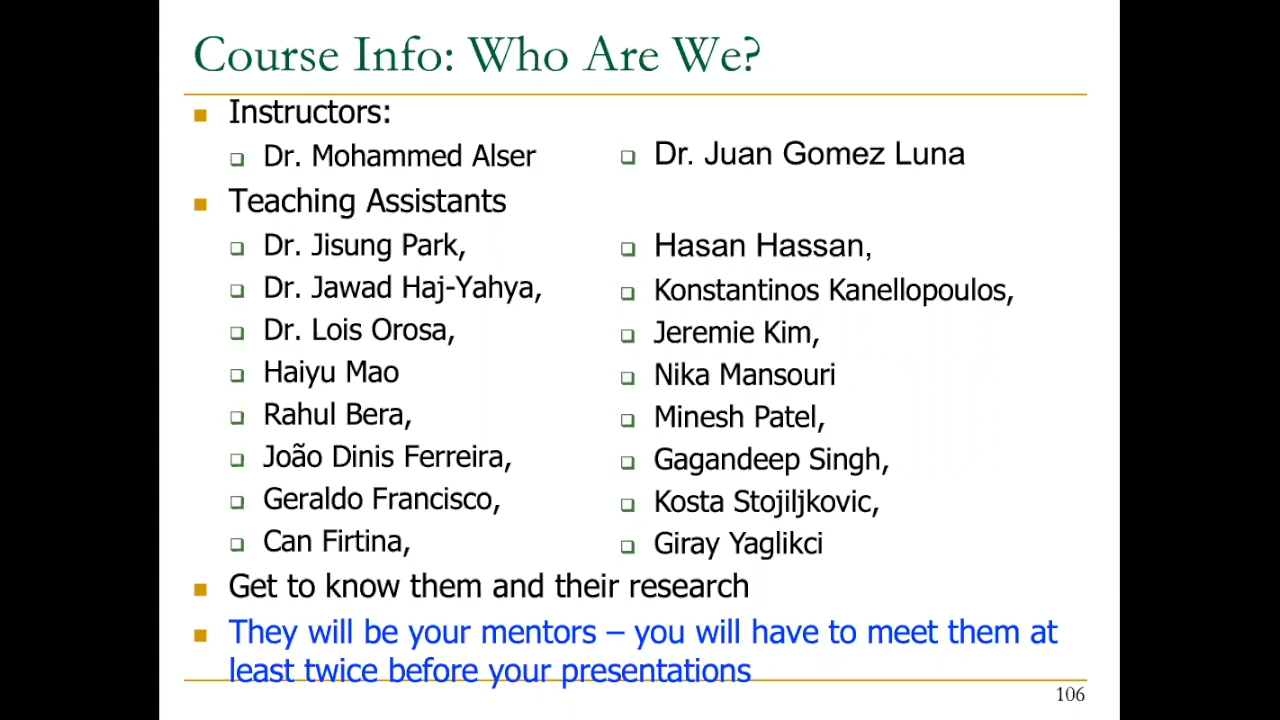 Course Info: Who Are We?
Instructors:
Dr. Mohammed Alser
Dr. Juan Gomez Luna
Teaching Assistants
Dr. Jisung Park,
Dr. Jawad Haj-Yahya,
Dr. Lois Orosa,
Haiyu Mao
Rahul Bera,
João Dinis Ferreira,
Geraldo Francisco,
Can Firtina,
Hasan Hassan,
Konstantinos Kanellopoulos,
Jeremie Kim,
Nika Mansouri
Minesh Patel,
Gagandeep Singh,
Kosta Stojiljkovic,
Giray Yaglikci
Get to know them and their research
They will be your mentors – you will have to meet them at
least twice before your presentations
106